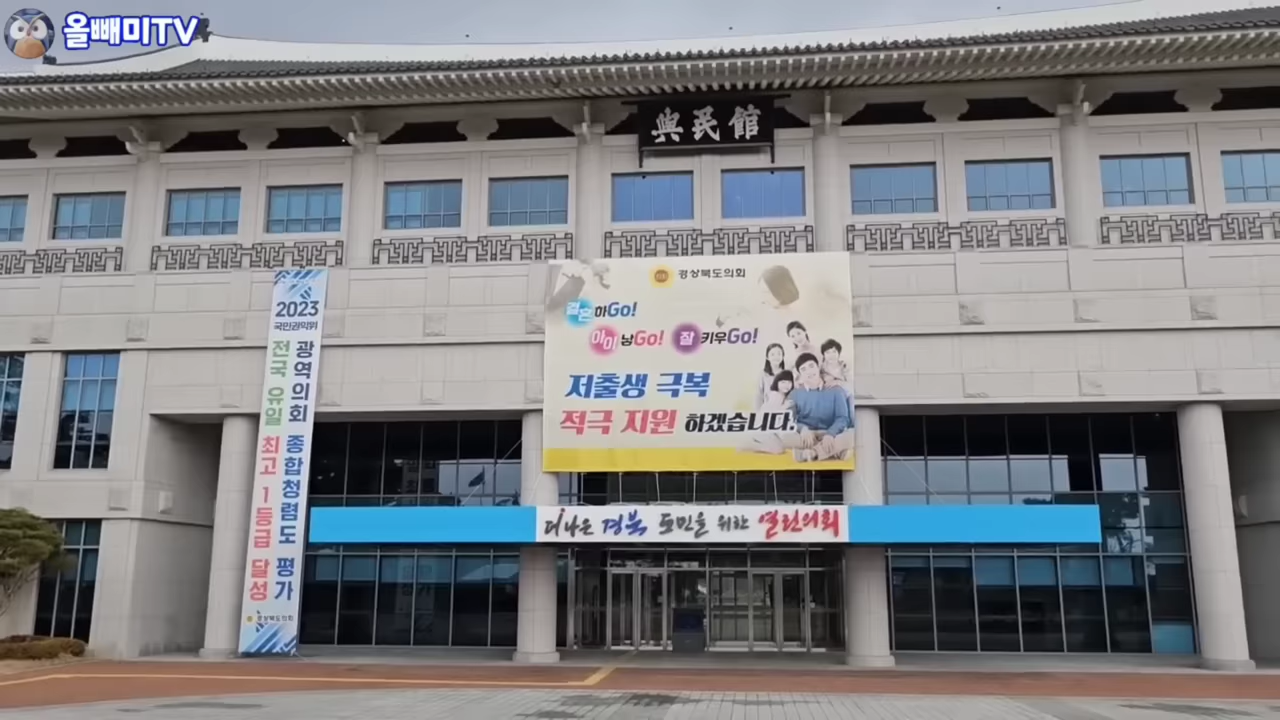 올빼미TV
與民館
경상북도의회
결혼하Go!
아이 낳Go! 잘 키우Go!
저출생 극복
적극 지원 하겠습니다.
2023
국민권익위
광역의회 종합청렴도 평가
전국 유일 최고 1등급 달성
경상북도의회
더나은 경북 도민을 위한 열린의회